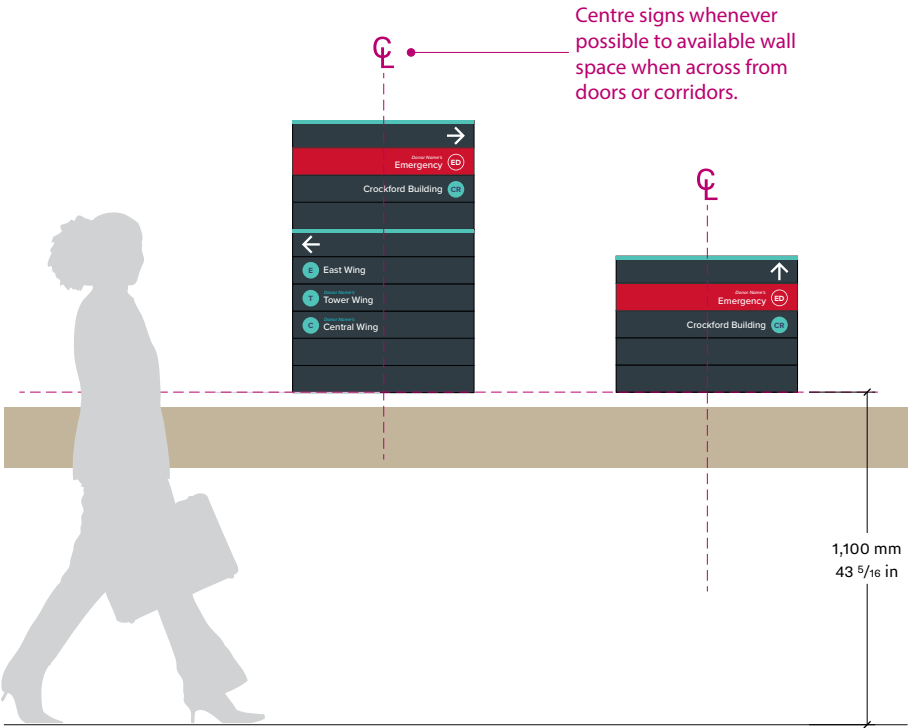 Centre signs whenever
possible to available wall
space when across from
doors or corridors.
℄
→
Donor Name's
Emergency ED
Crockford Building CR
←
E East Wing
Donor Name's
T Tower Wing
Donor Name's
C Central Wing
℄
↑
Donor Name's
Emergency ED
Crockford Building CR
1,100 mm
43 5/16 in